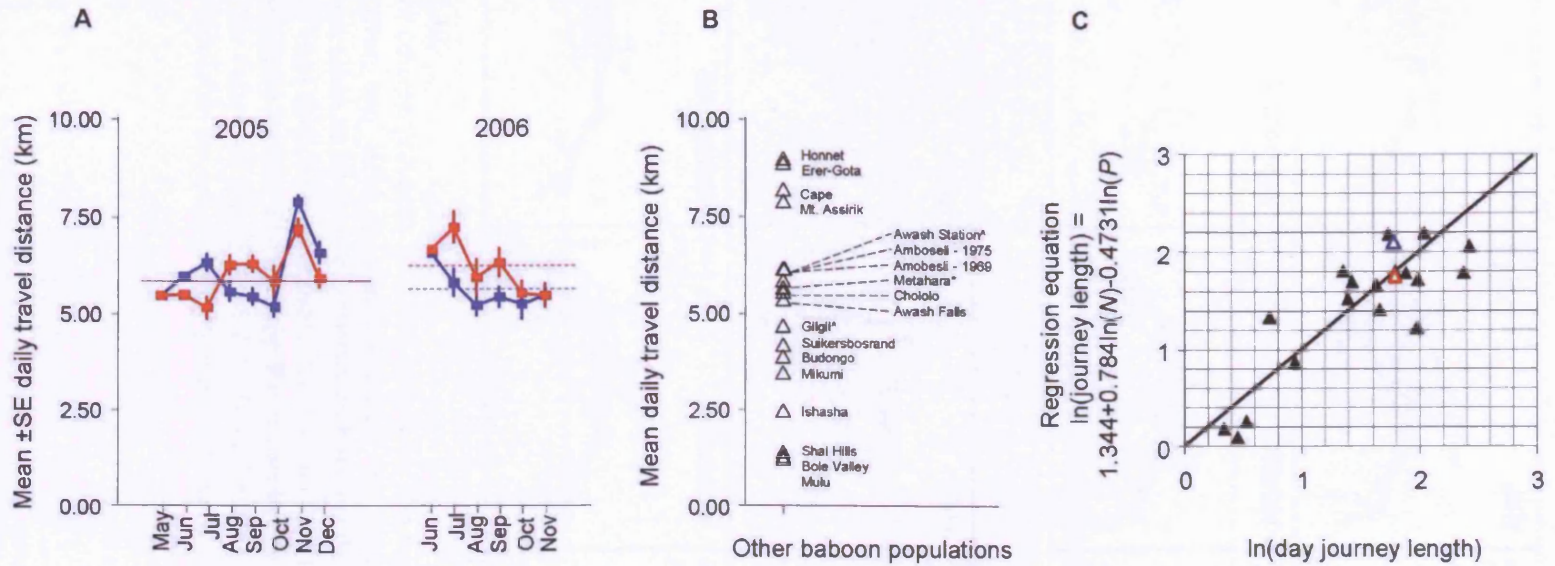 A
Mean ±SE daily travel distance (km)
10.00
7.50
5.00
2.50
0.00
2005
2006
May
Jun
Jul
Aug
Sep
Oct
Nov
Dec
Jun
Jul
Aug
Sep
Oct
Nov
B
Mean daily travel distance (km)
10.00
7.50
5.00
2.50
0.00
Honnet
Erer-Gota
Cape
Mt. Assirik
Awash Station^
Amboseli - 1975
Amobesli - 1969
Metahara*
Chololo
Awash Falls
Gilgil^
Suikersbosrand
Budongo
Mikumi
Ishasha
Shai Hills
Bole Valley
Mulu
Other baboon populations
C
Regression equation
ln(journey length) =
1.344+0.784ln(N)-0.4731ln(P)
3
2
1
0
0
1
2
3
ln(day journey length)